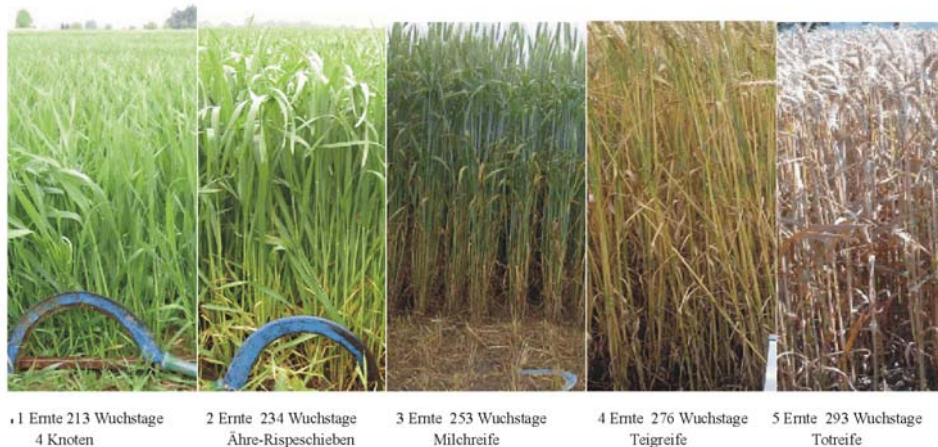 1 Ernte 213 Wuchstage
4 Knoten
2 Ernte 234 Wuchstage
Ähre-Rispeschieben
3 Ernte 253 Wuchstage
Milchreife
4 Ernte 276 Wuchstage
Teigreife
5 Ernte 293 Wuchstage
Totreife